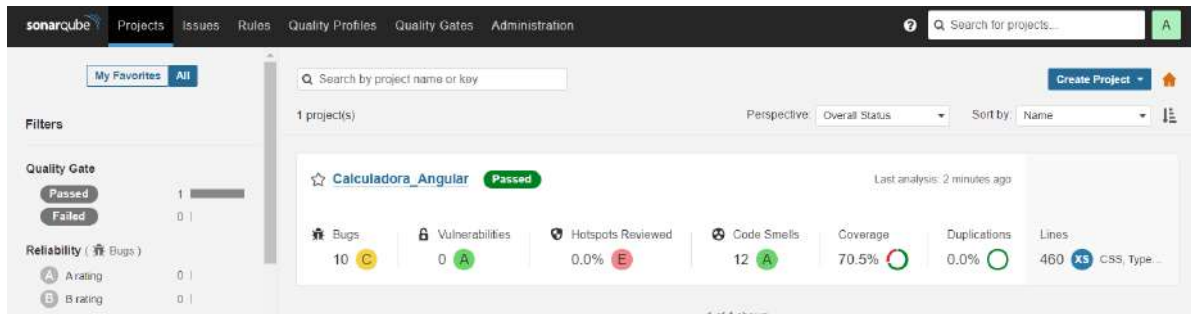 sonarqube Projects Issues Rules Quality Profiles Quality Gates Administration ? Search for projects... A
My Favorites All
Search by project name or key Create Project
1 project(s) Perspective: Overall Status Sort by: Name
Filters
Quality Gate
Passed 1
Failed 0
Reliability ( Bugs )
A A rating 0
B B rating 0
Calculadora_Angular Passed Last analysis: 2 minutes ago
Bugs Vulnerabilities Hotspots Reviewed Code Smells Coverage Duplications Lines
10 C 0 A 0.0% E 12 A 70.5% 0.0% 460 XS CSS, Type...